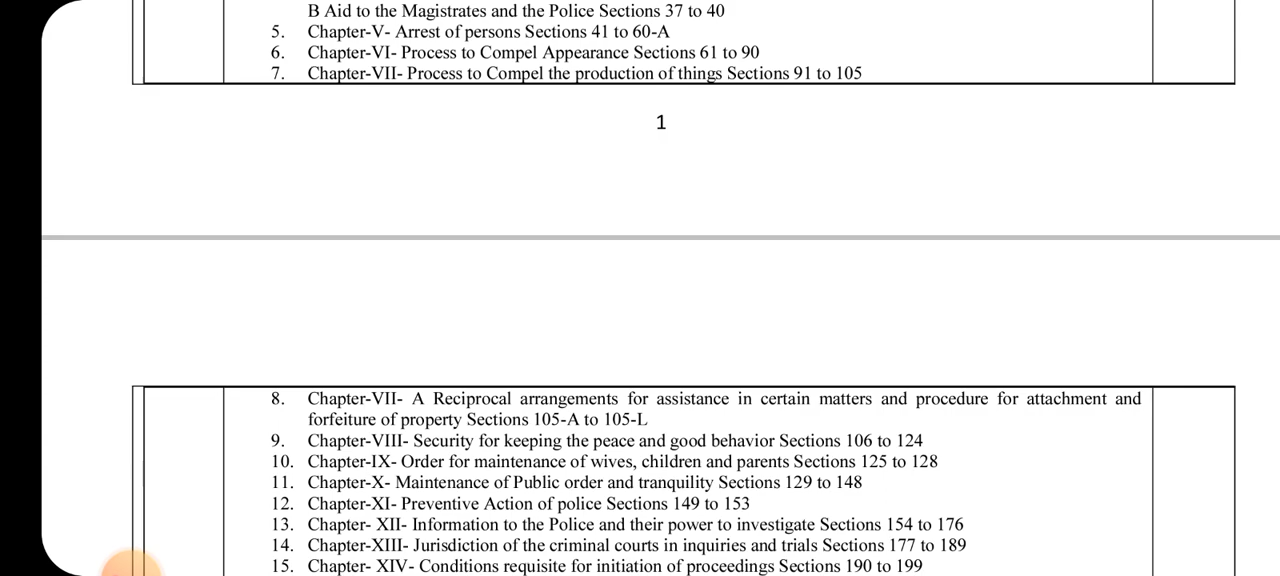 B Aid to the Magistrates and the Police Sections 37 to 40
5. Chapter-V- Arrest of persons Sections 41 to 60-A
6. Chapter-VI- Process to Compel Appearance Sections 61 to 90
7. Chapter-VII- Process to Compel the production of things Sections 91 to 105
1
8. Chapter-VII- A Reciprocal arrangements for assistance in certain matters and procedure for attachment and
forfeiture of property Sections 105-A to 105-L
9. Chapter-VIII- Security for keeping the peace and good behavior Sections 106 to 124
10. Chapter-IX- Order for maintenance of wives, children and parents Sections 125 to 128
11. Chapter-X- Maintenance of Public order and tranquility Sections 129 to 148
12. Chapter-XI- Preventive Action of police Sections 149 to 153
13. Chapter- XII- Information to the Police and their power to investigate Sections 154 to 176
14. Chapter-XIII- Jurisdiction of the criminal courts in inquiries and trials Sections 177 to 189
15. Chapter- XIV- Conditions requisite for initiation of proceedings Sections 190 to 199